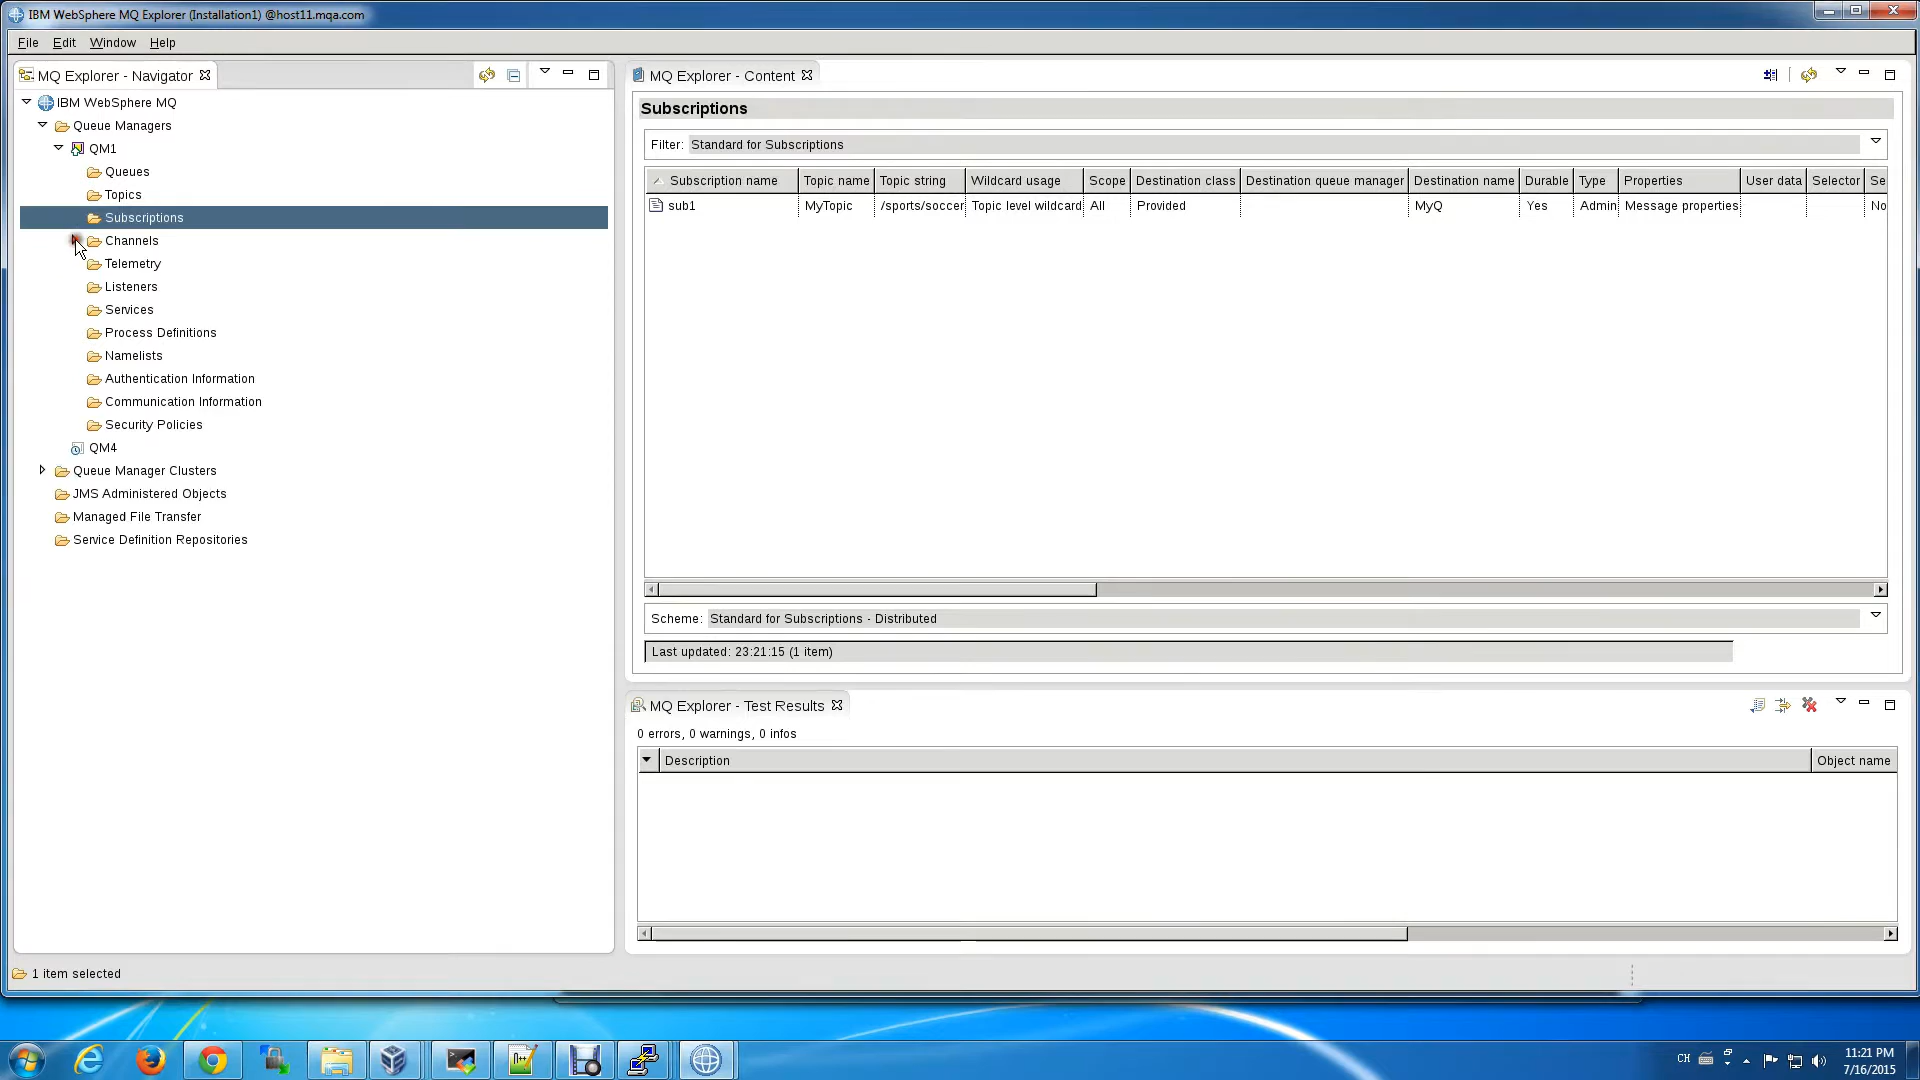 IBM WebSphere MQ Explorer (Installation1) @host11.mqa.com
File Edit Window Help
MQ Explorer - Navigator
IBM WebSphere MQ
Queue Managers
QM1
Queues
Topics
Subscriptions
Channels
Telemetry
Listeners
Services
Process Definitions
Namelists
Authentication Information
Communication Information
Security Policies
QM4
Queue Manager Clusters
JMS Administered Objects
Managed File Transfer
Service Definition Repositories
MQ Explorer - Content
Subscriptions
Filter: Standard for Subscriptions
Subscription name Topic name Topic string Wildcard usage Scope Destination class Destination queue manager Destination name Durable Type Properties User data Selector Se
sub1 MyTopic /sports/soccer Topic level wildcard All Provided MyQ Yes Admin Message properties No
Scheme: Standard for Subscriptions - Distributed
Last updated: 23:21:15 (1 item)
MQ Explorer - Test Results
0 errors, 0 warnings, 0 infos
Description Object name
1 item selected
CH
11:21 PM
7/16/2015